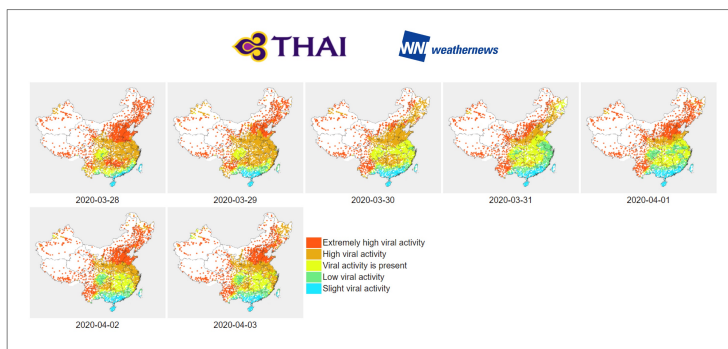 THAI
WNI weathernews
2020-03-28
2020-03-29
2020-03-30
2020-03-31
2020-04-01
Extremely high viral activity
High viral activity
Viral activity is present
Low viral activity
Slight viral activity
2020-04-02
2020-04-03